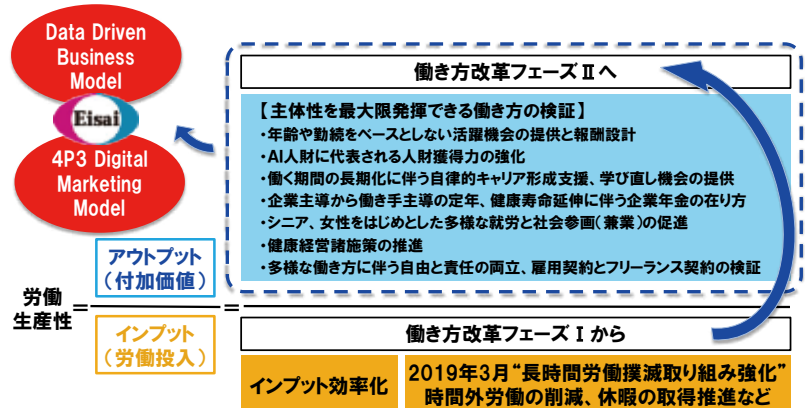 Data Driven
Business
Model
Eisai
4P3 Digital
Marketing
Model
働き方改革フェーズⅡへ
【主体性を最大限発揮できる働き方の検証】
・年齢や勤続をベースとしない活躍機会の提供と報酬設計
・AI人財に代表される人財獲得力の強化
・働く期間の長期化に伴う自律的キャリア形成支援、学び直し機会の提供
・企業主導から働き手主導の定年、健康寿命延伸に伴う企業年金の在り方
・シニア、女性をはじめとした多様な就労と社会参画(兼業)の促進
・健康経営諸施策の推進
・多様な働き方に伴う自由と責任の両立、雇用契約とフリーランス契約の検証
労働
生産性
=
アウトプット
(付加価値)
インプット
(労働投入)
=
働き方改革フェーズⅠから
インプット効率化
2019年3月“長時間労働撲滅取り組み強化”
時間外労働の削減、休暇の取得推進など